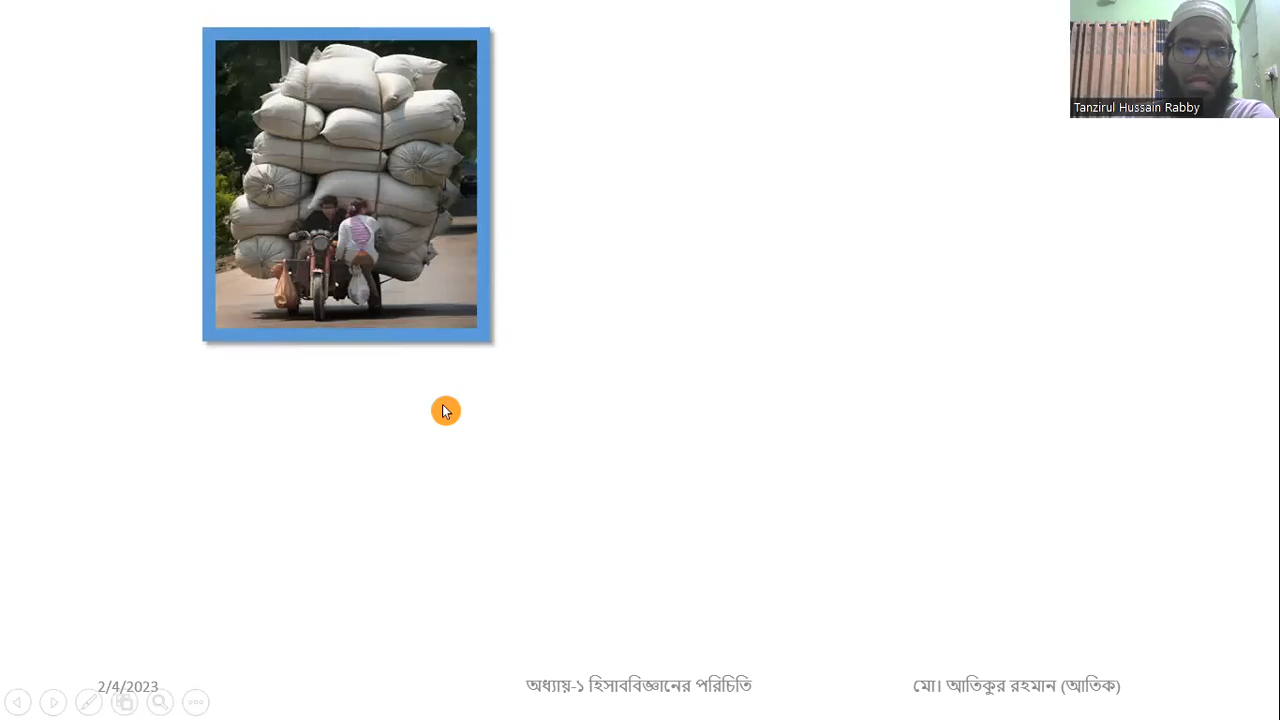 Tanzirul Hussain Rabby
2/4/2023
অধ্যায়-১ হিসাববিজ্ঞানের পরিচিতি
মো। আতিকুর রহমান (আতিক)